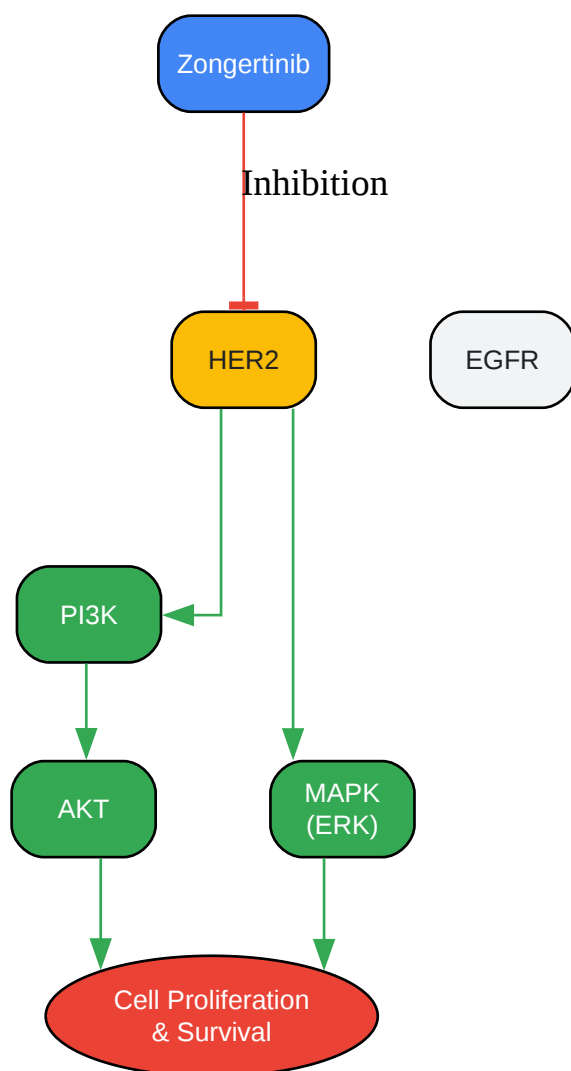 Zongertinib
Inhibition
HER2
EGFR
PI3K
AKT
MAPK
(ERK)
Cell Proliferation
& Survival